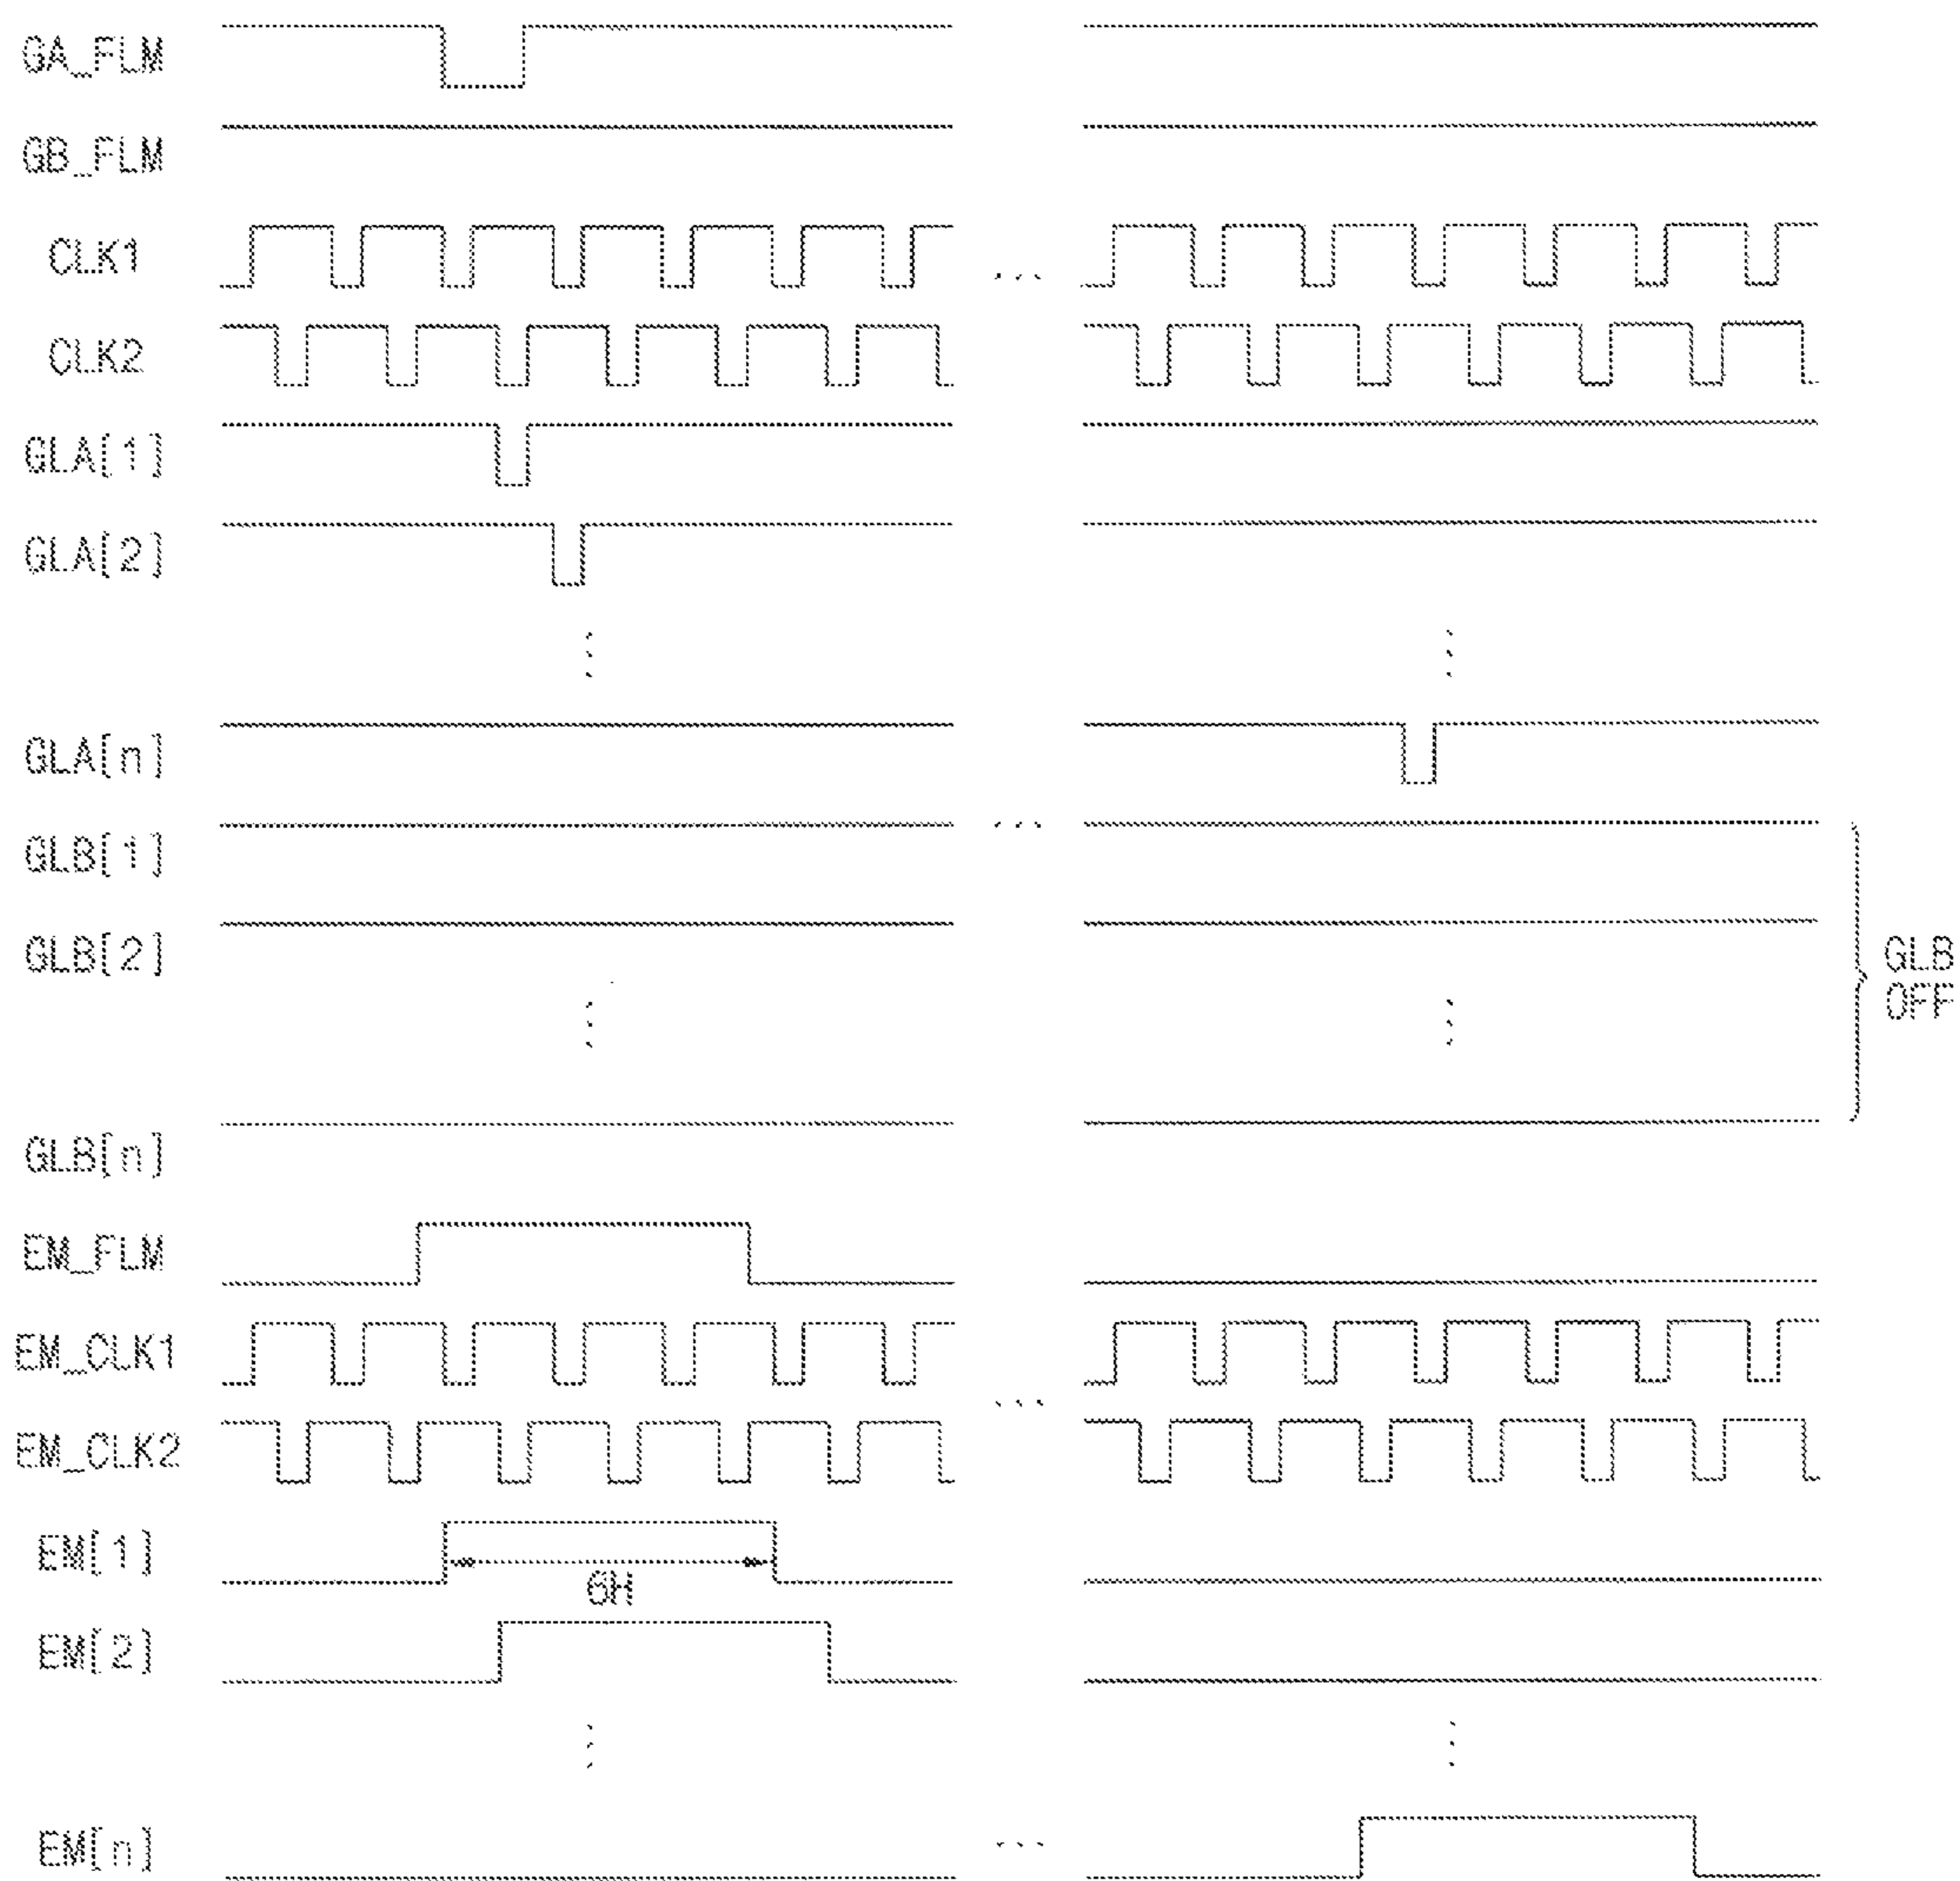 GA_FLM
GB_FLM
CLK1
...
CLK2
GLA[1]
GLA[2]
GLA[n]
GLB[1]
...
GLB[2]
GLB
OFF
GLB[n]
EM_FLM
EM_CLK1
...
EM_CLK2
EM[1]
6H
EM[2]
EM[n]
...